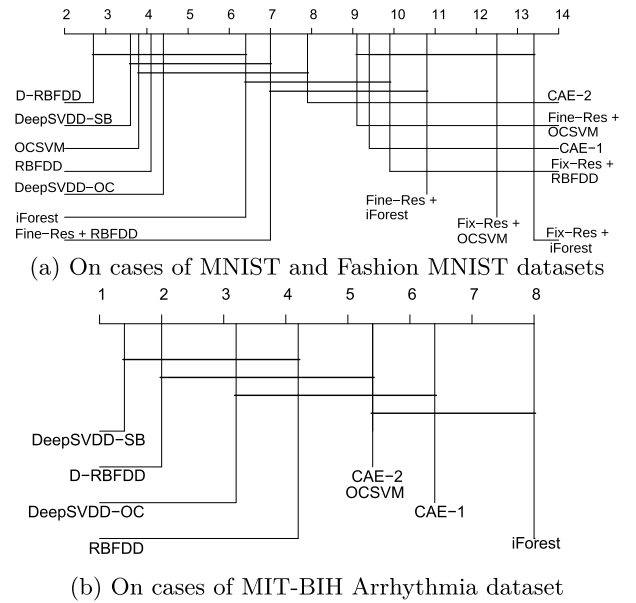 2 3 4 5 6 7 8 9 10 11 12 13 14
D−RBFDD
DeepSVDD−SB
OCSVM
RBFDD
DeepSVDD−OC
iForest
Fine−Res + RBFDD
CAE−2
Fine−Res +
OCSVM
CAE−1
Fix−Res +
RBFDD
Fine−Res +
iForest
Fix−Res +
OCSVM
Fix−Res +
iForest
(a) On cases of MNIST and Fashion MNIST datasets
1 2 3 4 5 6 7 8
DeepSVDD−SB
D−RBFDD
DeepSVDD−OC
RBFDD
CAE−2
OCSVM
CAE−1
iForest
(b) On cases of MIT-BIH Arrhythmia dataset